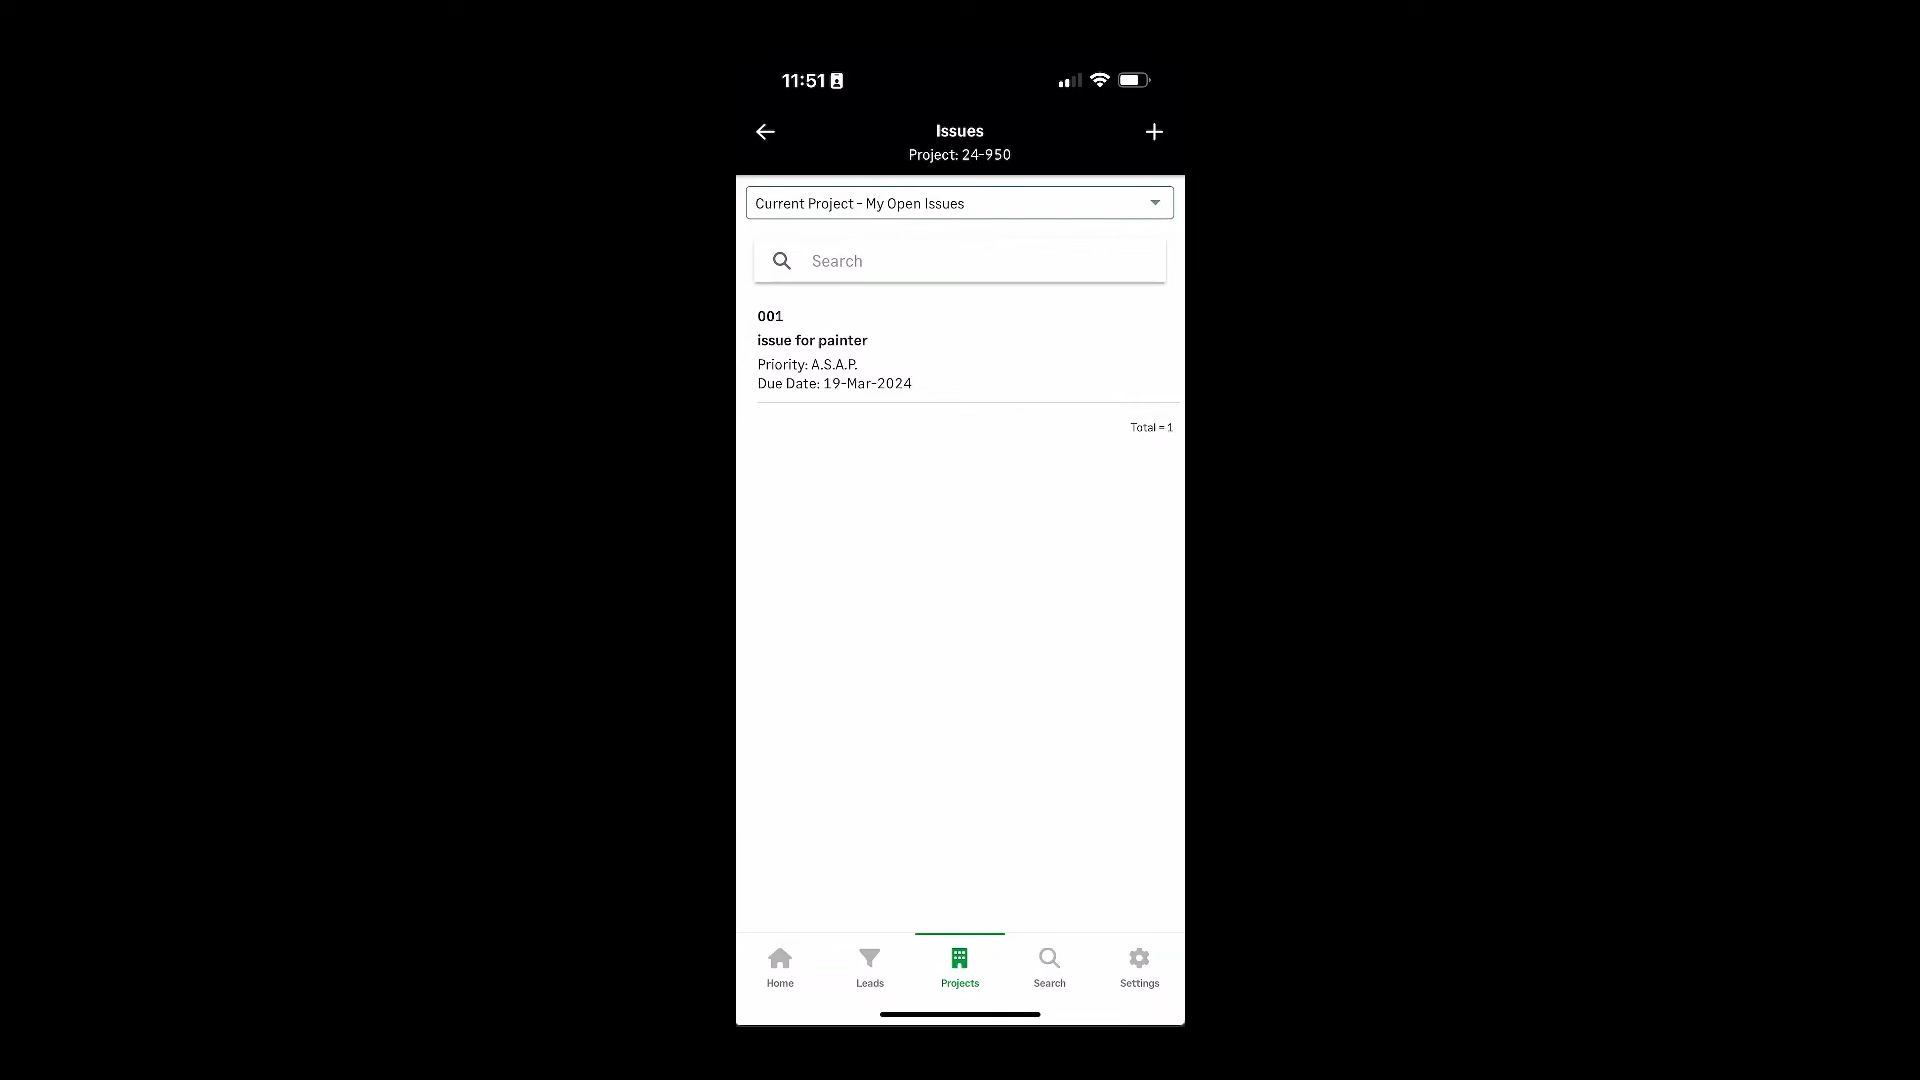 11:51
Issues
Project: 24-950
Current Project - My Open Issues
Search
001
issue for painter
Priority: A.S.A.P.
Due Date: 19-Mar-2024
Total = 1
Home
Leads
Projects
Search
Settings